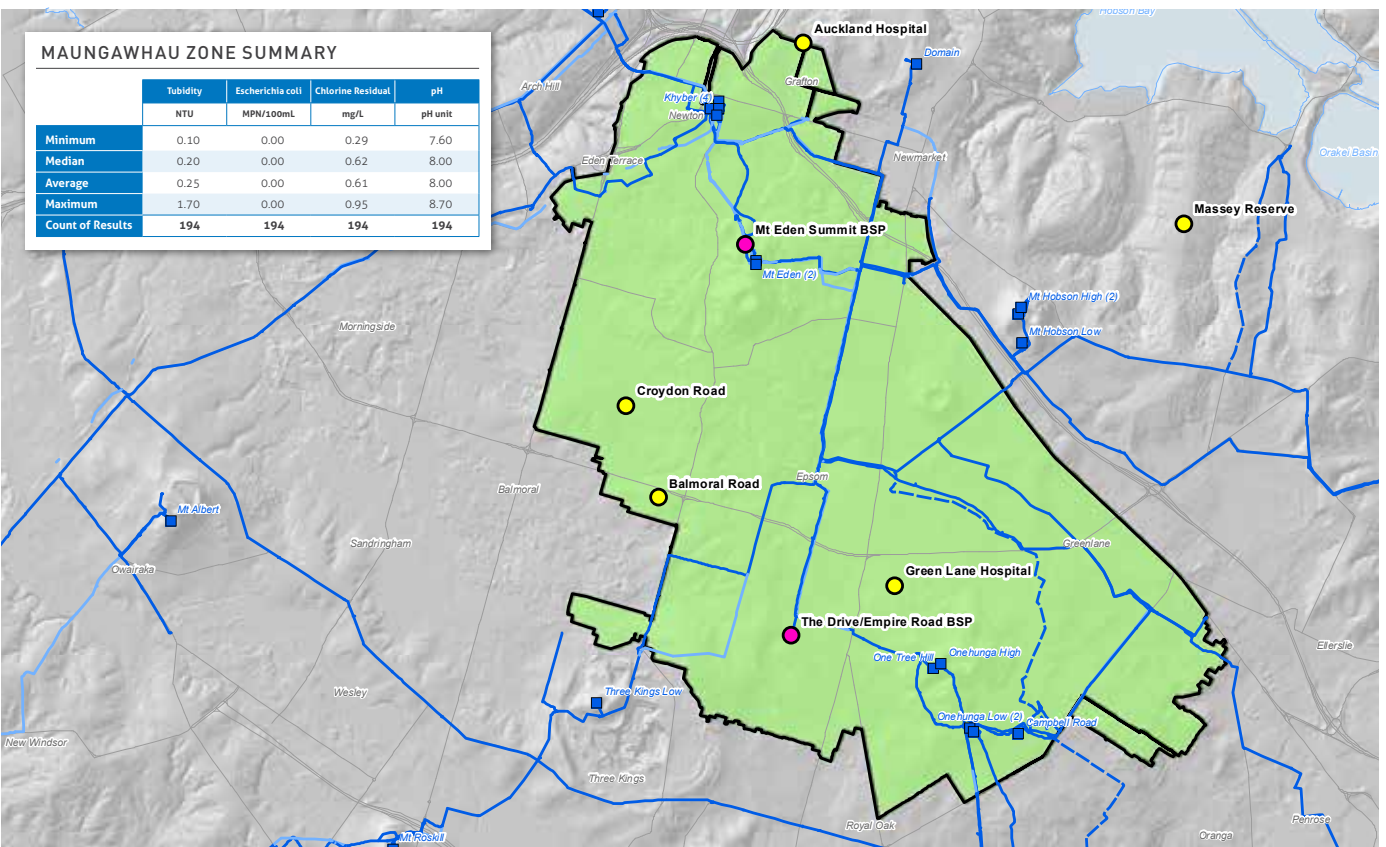 Hobson Bay
Auckland Hospital
MAUNGAWHAU ZONE SUMMARY
Domain
Grafton
Arch Hill
Tubidity Escherichia coli Chlorine Residual pH
NTU MPN/100mL mg/L pH unit
Khyber (4)
Newton
Minimum 0.10 0.00 0.29 7.60
Median 0.20 0.00 0.62 8.00
Average 0.25 0.00 0.61 8.00
Maximum 1.70 0.00 0.95 8.70
Count of Results 194 194 194 194
Eden Terrace
Newmarket
Orakei Basin
Massey Reserve
Mt Eden Summit BSP
Mt Eden (2)
Mt Hobson High (2)
Mt Hobson Low
Morningside
Croydon Road
Balmoral Road
Epsom
Balmoral
Mt Albert
Sandringham
Greenlane
Owairaka
Green Lane Hospital
The Drive/Empire Road BSP
Ellerslie
One Tree Hill
Onehunga High
Wesley
Three Kings Low
Onehunga Low (2)
Campbell Road
New Windsor
Three Kings
Royal Oak
Penrose
Oranga
Mt Roskill